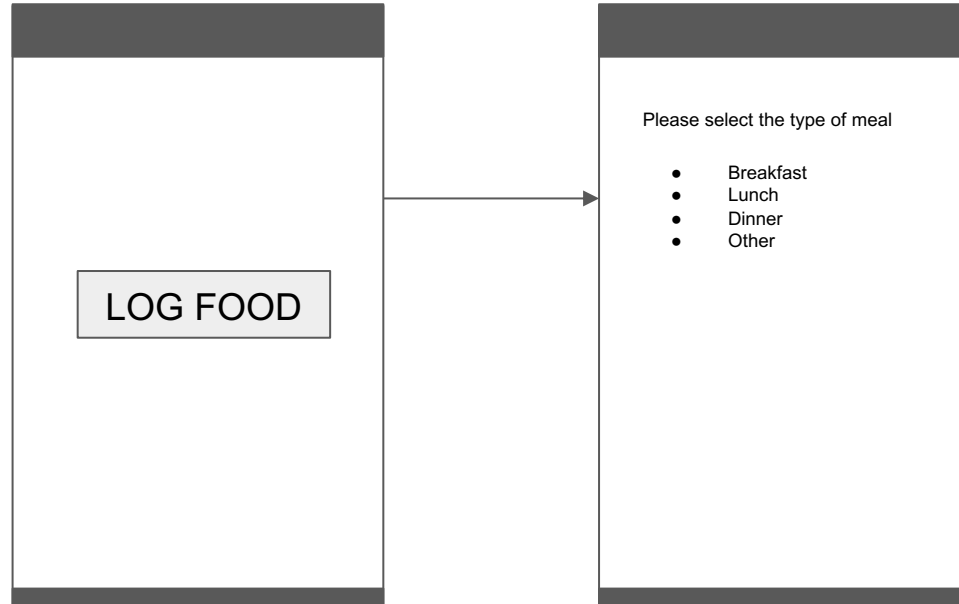 LOG FOOD
Please select the type of meal
● Breakfast
● Lunch
● Dinner
● Other